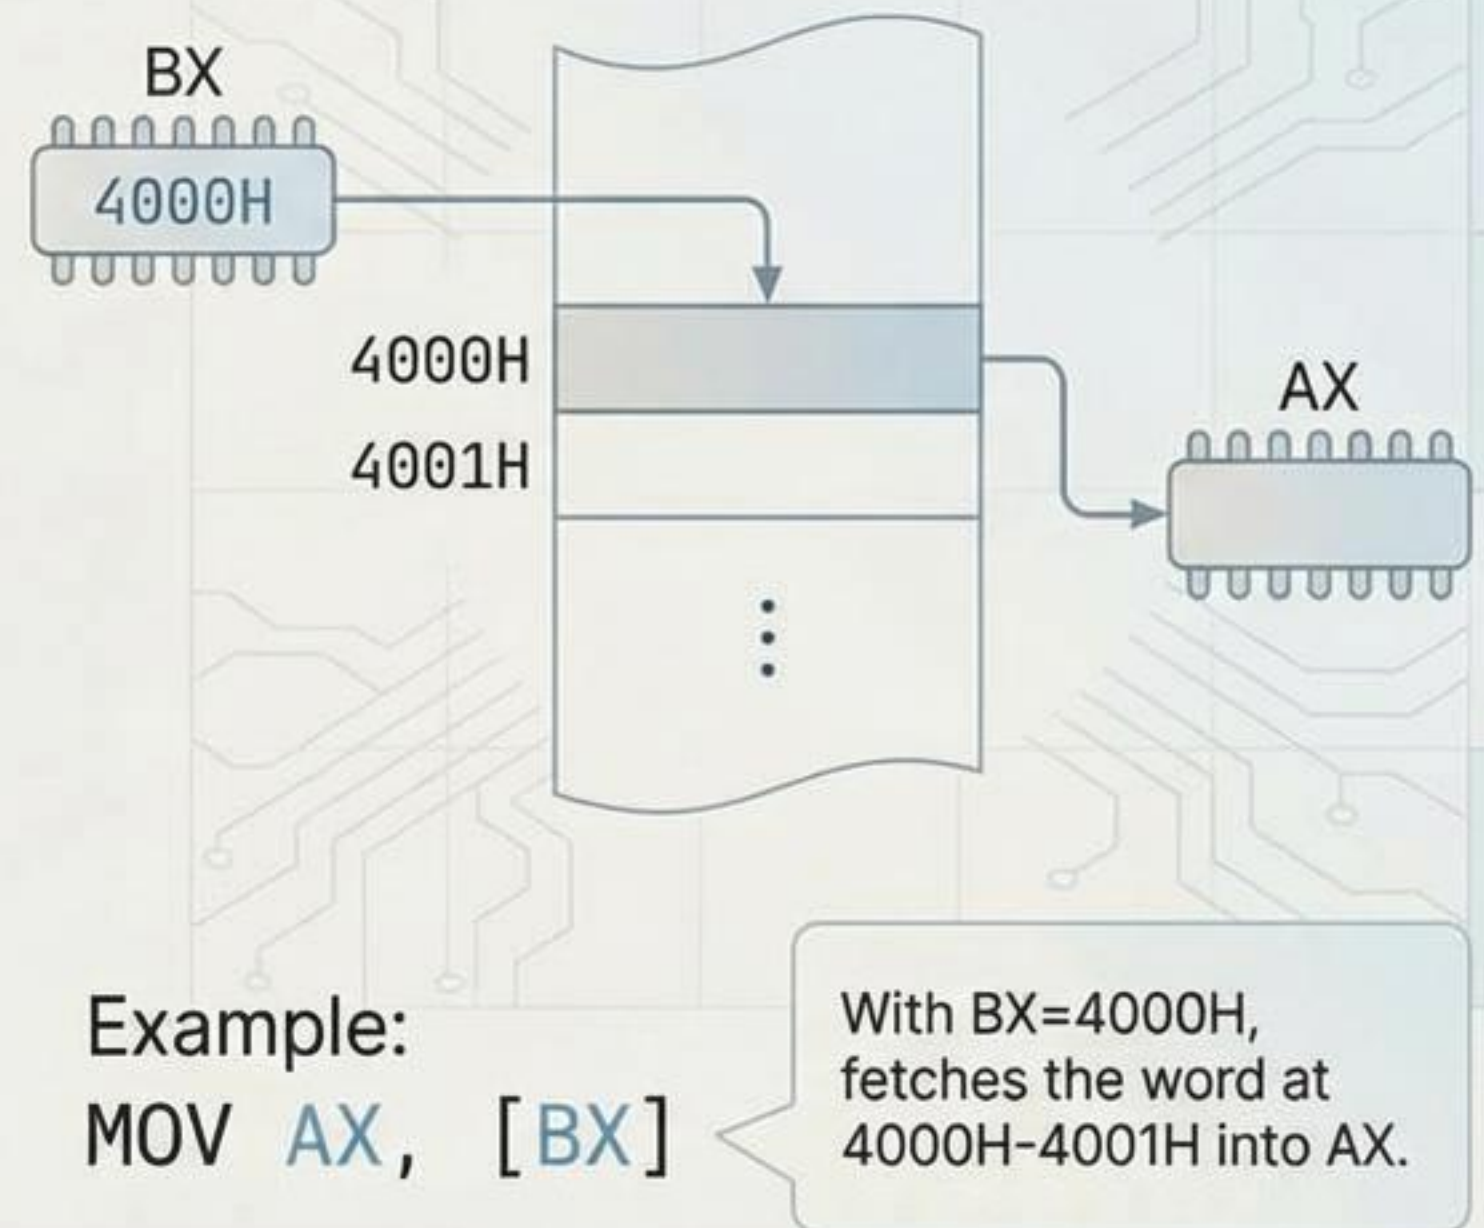 BX
4000H
4000H
4001H
AX
Example:
MOV AX, [BX]
With BX=4000H,
fetches the word at
4000H-4001H into AX.